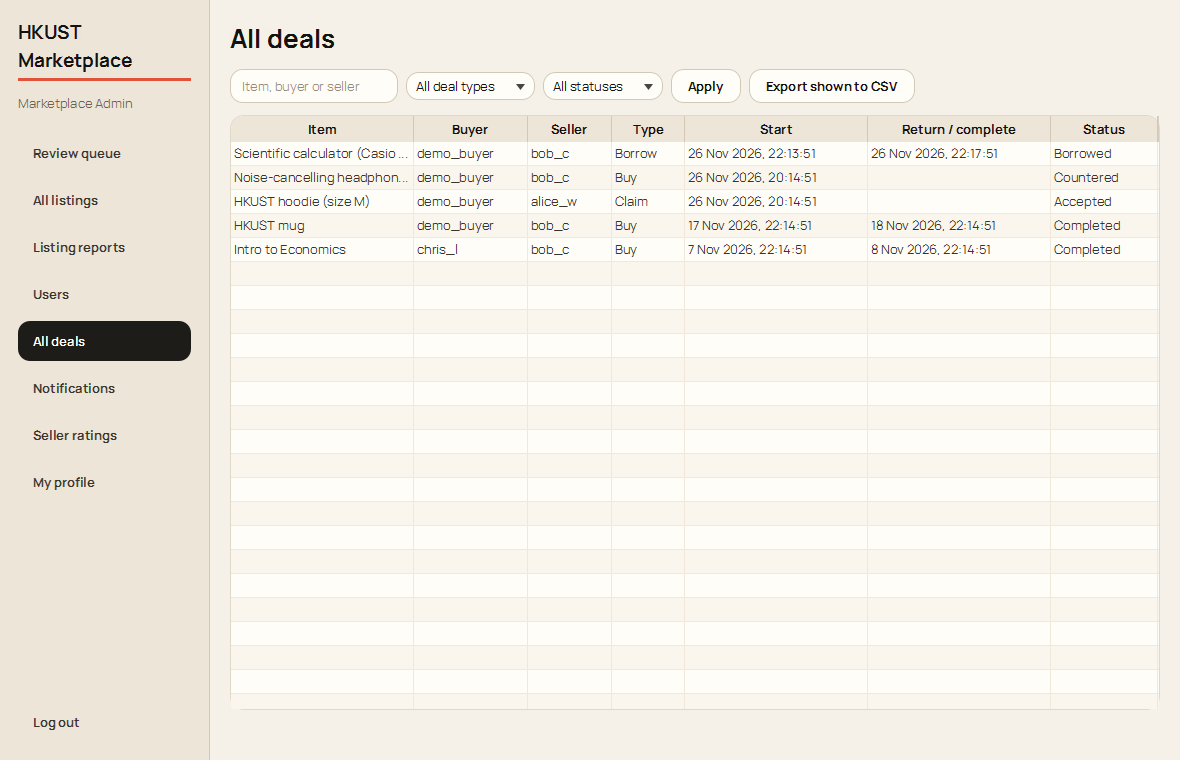 HKUST
Marketplace
Marketplace Admin
Review queue
All listings
Listing reports
Users
All deals
Notifications
Seller ratings
My profile
Log out
All deals
Item, buyer or seller All deal types All statuses Apply Export shown to CSV
Item Buyer Seller Type Start Return / complete Status
Scientific calculator (Casio ... demo_buyer bob_c Borrow 26 Nov 2026, 22:13:51 26 Nov 2026, 22:17:51 Borrowed
Noise-cancelling headphon... demo_buyer bob_c Buy 26 Nov 2026, 20:14:51 Countered
HKUST hoodie (size M) demo_buyer alice_w Claim 26 Nov 2026, 20:14:51 Accepted
HKUST mug demo_buyer bob_c Buy 17 Nov 2026, 22:14:51 18 Nov 2026, 22:14:51 Completed
Intro to Economics chris_l bob_c Buy 7 Nov 2026, 22:14:51 8 Nov 2026, 22:14:51 Completed